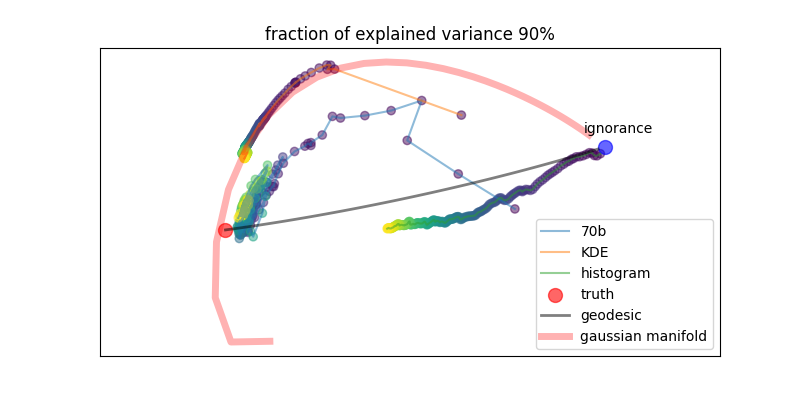 fraction of explained variance 90%
ignorance
70b
KDE
histogram
truth
geodesic
gaussian manifold